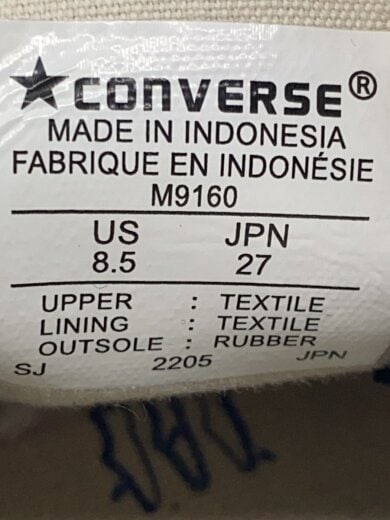 CONVERSE®
MADE IN INDONESIA
FABRIQUE EN INDONÉSIE
M9160
US JPN
8.5 27
UPPER : TEXTILE
LINING : TEXTILE
OUTSOLE : RUBBER
SJ 2205 JPN